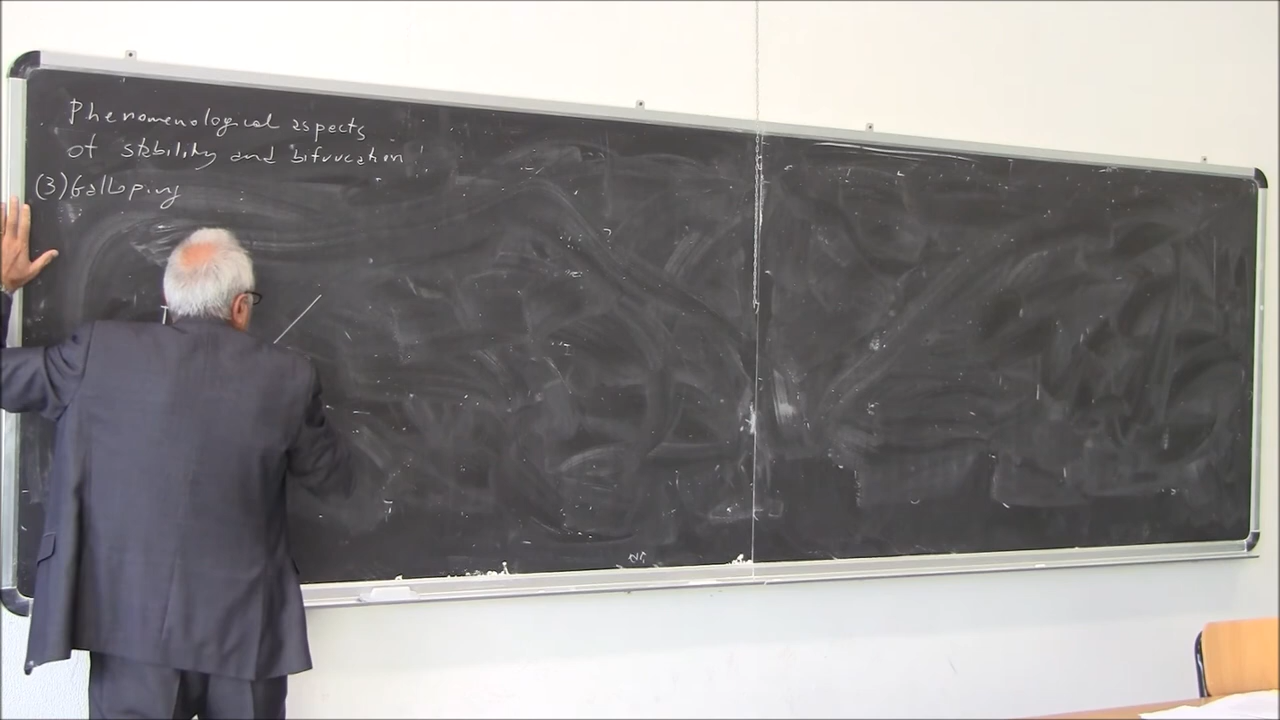 Phenomenological aspects
of stability and bifurcation
(3) Galloping